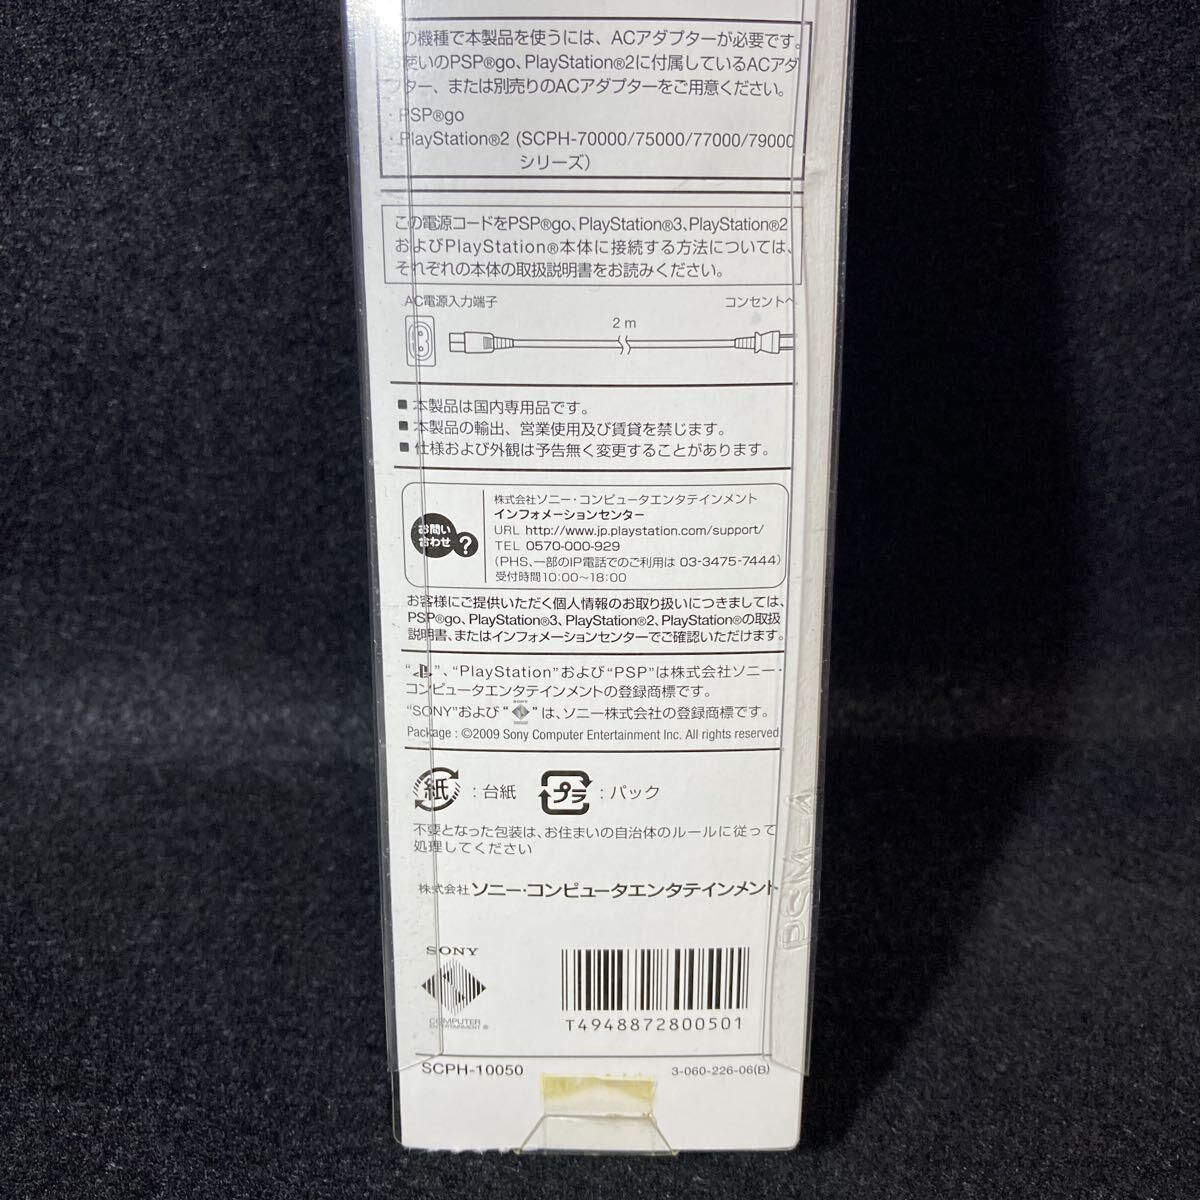 の機種で本製品を使うには、ACアダプターが必要です。
お使いのPSP®go、PlayStation®2に付属しているACアダ
プター、または別売りのACアダプターをご用意ください。
・PSP®go
・PlayStation®2 (SCPH-70000/75000/77000/79000
シリーズ)
この電源コードをPSP®go、PlayStation®3、PlayStation®2
およびPlayStation®本体に接続する方法については、
それぞれの本体の取扱説明書をお読みください。
AC電源入力端子
コンセントへ
2 m
■ 本製品は国内専用品です。
■ 本製品の輸出、営業使用及び賃貸を禁じます。
■ 仕様および外観は予告無く変更することがあります。
お問い
合わせ ?
株式会社ソニー・コンピュータエンタテインメント
インフォメーションセンター
URL http://www.jp.playstation.com/support/
TEL 0570-000-929
(PHS、一部のIP電話でのご利用は 03-3475-7444)
受付時間10:00～18:00
お客様にご提供いただく個人情報のお取り扱いにつきましては、
PSP®go、PlayStation®3、PlayStation®2、PlayStation®の取扱
説明書、またはインフォメーションセンターでご確認いただけます。
“ ”、“PlayStation”および“PSP”は株式会社ソニー・
コンピュータエンタテインメントの登録商標です。
“SONY”および“ ”は、ソニー株式会社の登録商標です。
Package : ©2009 Sony Computer Entertainment Inc. All rights reserved.
紙 : 台紙 プラ : パック
不要となった包装は、お住まいの自治体のルールに従って
処理してください
株式会社 ソニー・コンピュータエンタテインメント
PSM-4
SONY
COMPUTER
ENTERTAINMENT ®
T4948872800501
SCPH-10050
3-060-226-06(B)